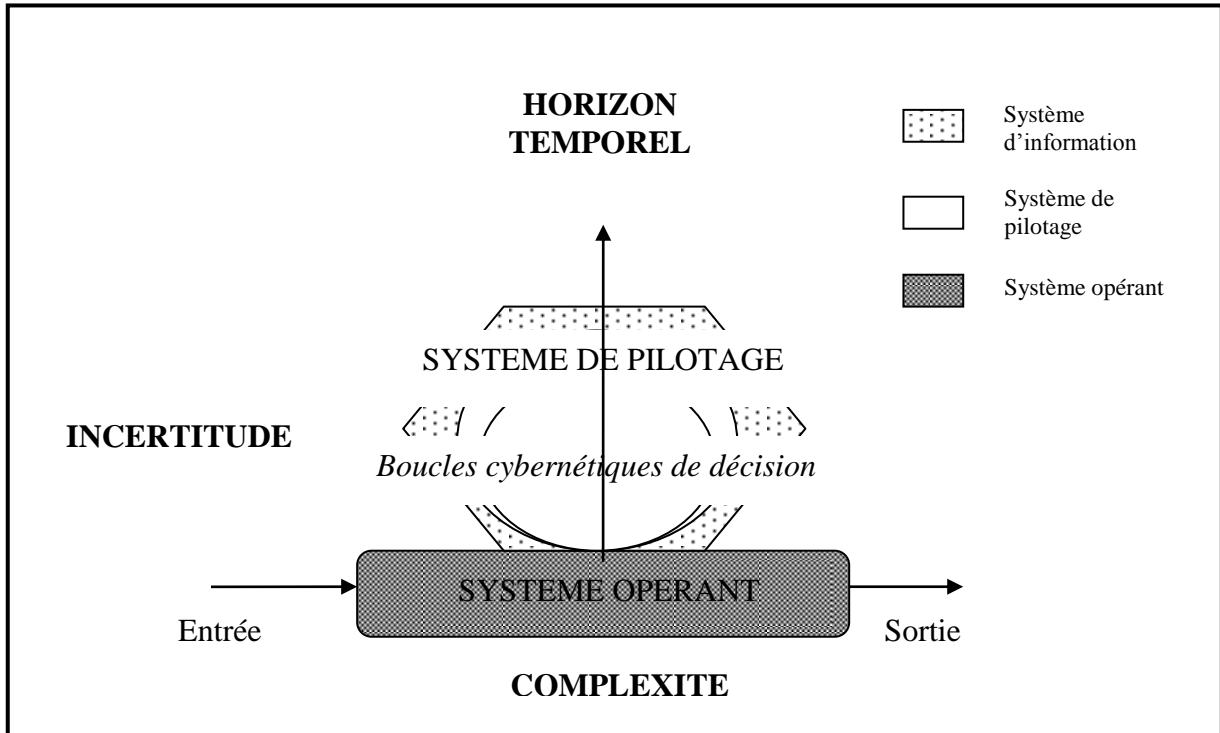 HORIZON
TEMPOREL
Système
d’information
Système de
pilotage
Système opérant
SYSTEME DE PILOTAGE
INCERTITUDE
Boucles cybernétiques de décision
SYSTEME OPERANT
Entrée
Sortie
COMPLEXITE